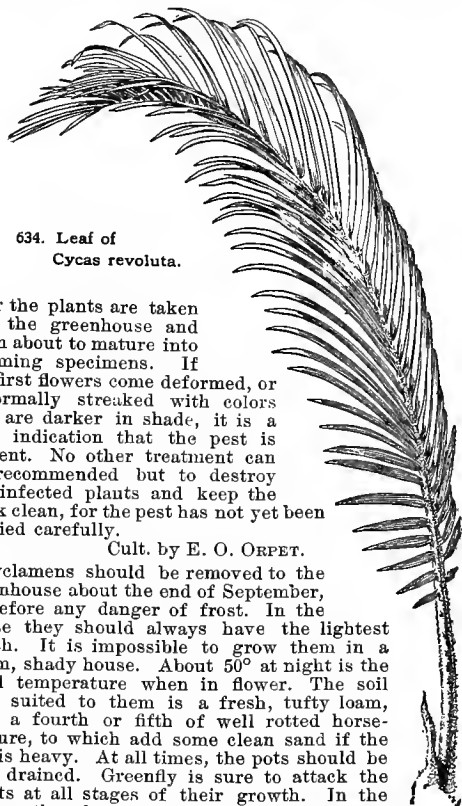 634. Leaf of
Cycas revoluta.
r the plants are taken
the greenhouse and
n about to mature into
ming specimens. If
first flowers come deformed, or
ormally streaked with colors
are darker in shade, it is a
indication that the pest is
ent. No other treatment can
recommended but to destroy
infected plants and keep the
k clean, for the pest has not yet been
ied carefully.
Cult. by E. O. ORPET.
yclamens should be removed to the
nhouse about the end of September,
efore any danger of frost. In the
se they should always have the lightest
h. It is impossible to grow them in a
m, shady house. About 50° at night is the
l temperature when in flower. The soil
suited to them is a fresh, tufty loam,
a fourth or fifth of well rotted horse-
ure, to which add some clean sand if the
is heavy. At all times, the pots should be
drained. Greenfly is sure to attack the
ts at all stages of their growth. In the